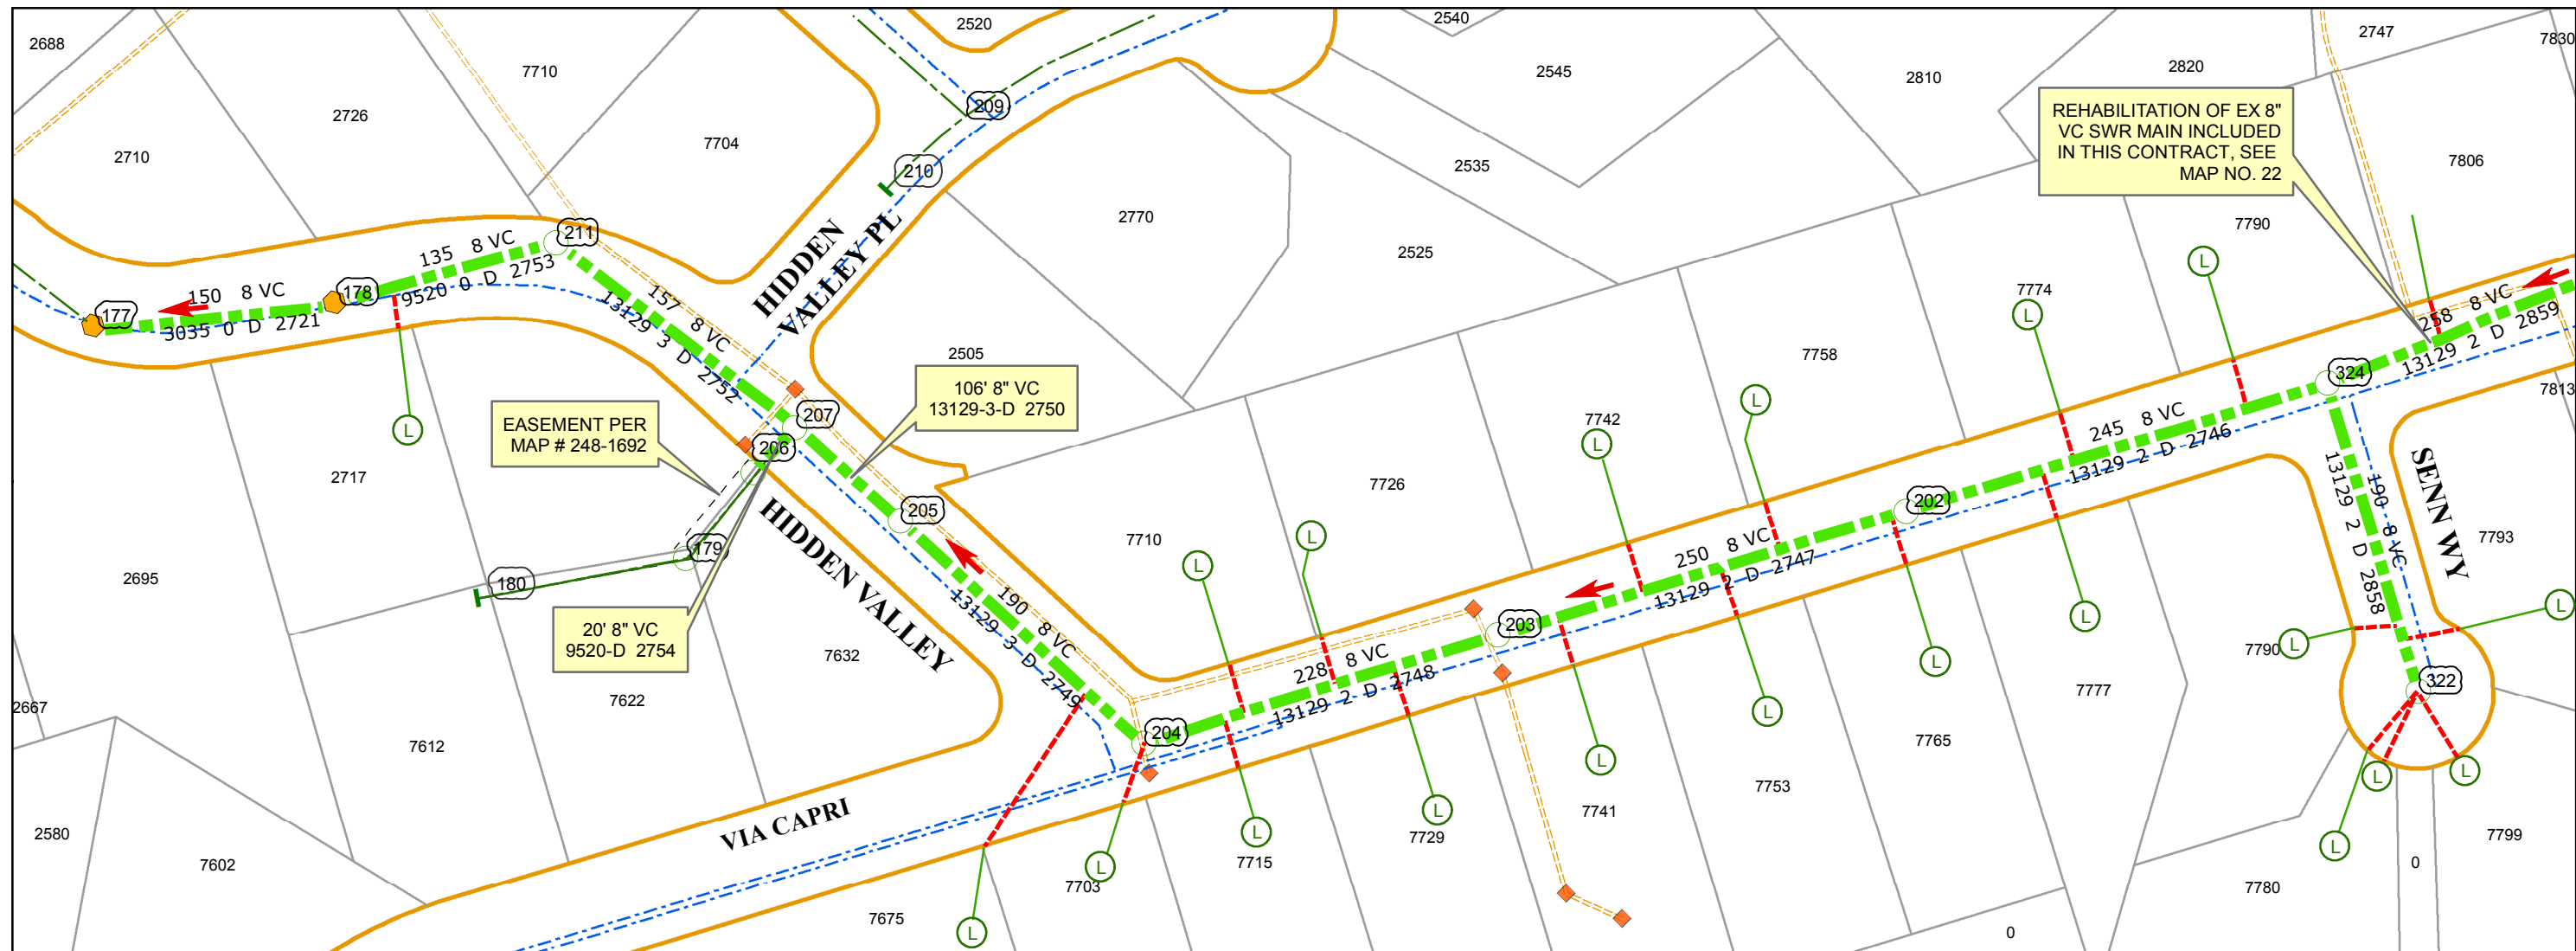 2688
2726
7710
2520
2540
2545
2810
2820
2747
7830
2710
7704
209
210
2535
REHABILITATION OF EX 8"
VC SWR MAIN INCLUDED
IN THIS CONTRACT, SEE
MAP NO. 22
7806
2770
2525
7790
211
135 8 VC
9520 0 D 2753
HIDDEN
VALLEY PL
178
150 8 VC
3035 0 D 2721
177
157 8 VC
13129 3 D 2752
L
L
7774
L
258 8 VC
13129 2 D 2859
2505
7758
324
7813
106' 8" VC
13129-3-D 2750
EASEMENT PER
MAP # 248-1692
207
206
L
7742
L
L
245 8 VC
13129 2 D 2746
2717
7726
205
202
SENN WY
190 8 VC
13129 2 D 2858
7710
L
L
179
180
HIDDEN VALLEY
250 8 VC
13129 2 D 2747
7793
2695
20' 8" VC
9520-D 2754
190 8 VC
13129 3 D 2749
203
L
L
L
7790
7632
228 8 VC
13129 2 D 2748
L
322
7777
2667
7622
204
L
7612
L
7765
L
L
7753
L
7741
VIA CAPRI
L
7729
L
2580
7602
L
7715
7703
7799
0
7780
7675
L
0